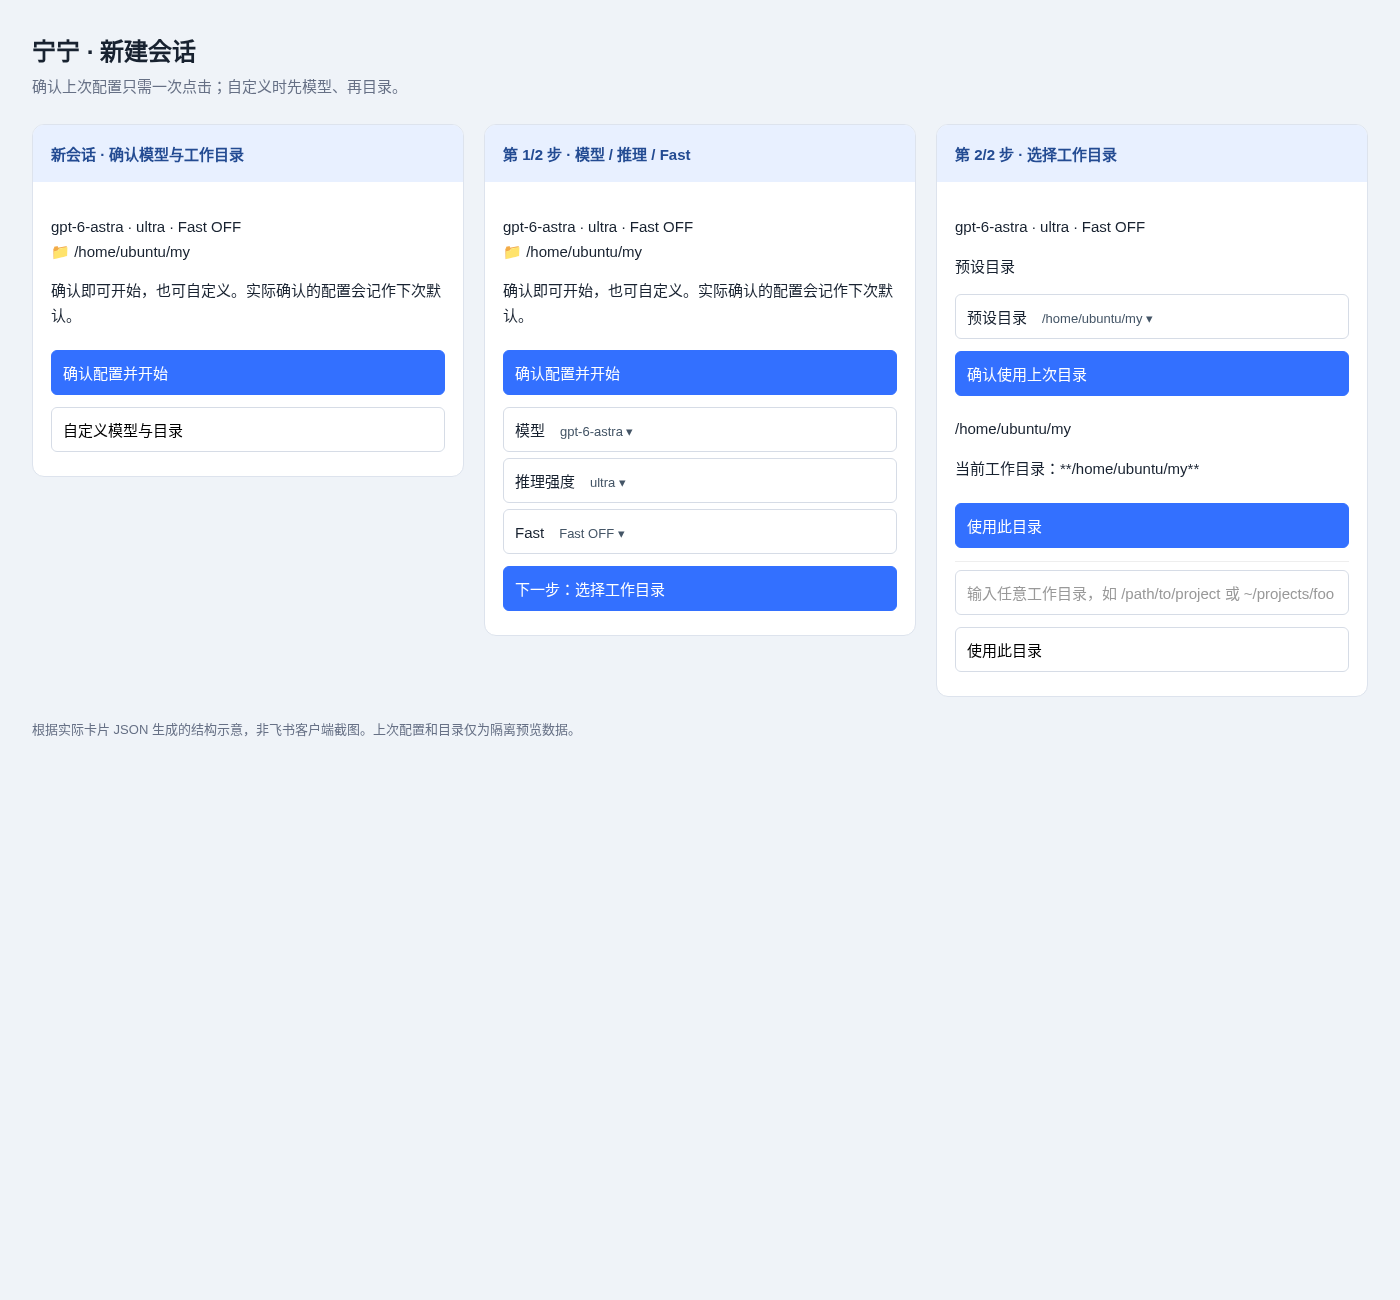 宁宁 · 新建会话
确认上次配置只需一次点击；自定义时先模型、再目录。
新会话 · 确认模型与工作目录
gpt-6-astra · ultra · Fast OFF
📁 /home/ubuntu/my
确认即可开始，也可自定义。实际确认的配置会记作下次默
认。
确认配置并开始
自定义模型与目录
第 1/2 步 · 模型 / 推理 / Fast
gpt-6-astra · ultra · Fast OFF
📁 /home/ubuntu/my
确认即可开始，也可自定义。实际确认的配置会记作下次默
认。
确认配置并开始
模型 gpt-6-astra ▾
推理强度 ultra ▾
Fast Fast OFF ▾
下一步：选择工作目录
第 2/2 步 · 选择工作目录
gpt-6-astra · ultra · Fast OFF
预设目录
预设目录 /home/ubuntu/my ▾
确认使用上次目录
/home/ubuntu/my
当前工作目录：**/home/ubuntu/my**
使用此目录
输入任意工作目录，如 /path/to/project 或 ~/projects/foo
使用此目录
根据实际卡片 JSON 生成的结构示意，非飞书客户端截图。上次配置和目录仅为隔离预览数据。